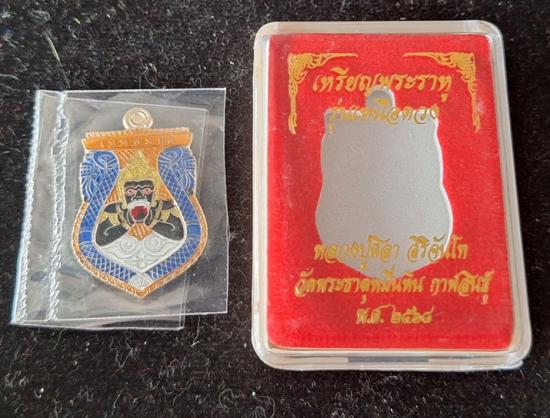 เหรียญพระราหู
รุ่นเหนือดวง
หลวงปู่ศิลา สิริจันโท
วัดพระธาตุหมื่นหิน กาฬสินธุ์
พ.ศ. ๒๕๖๔